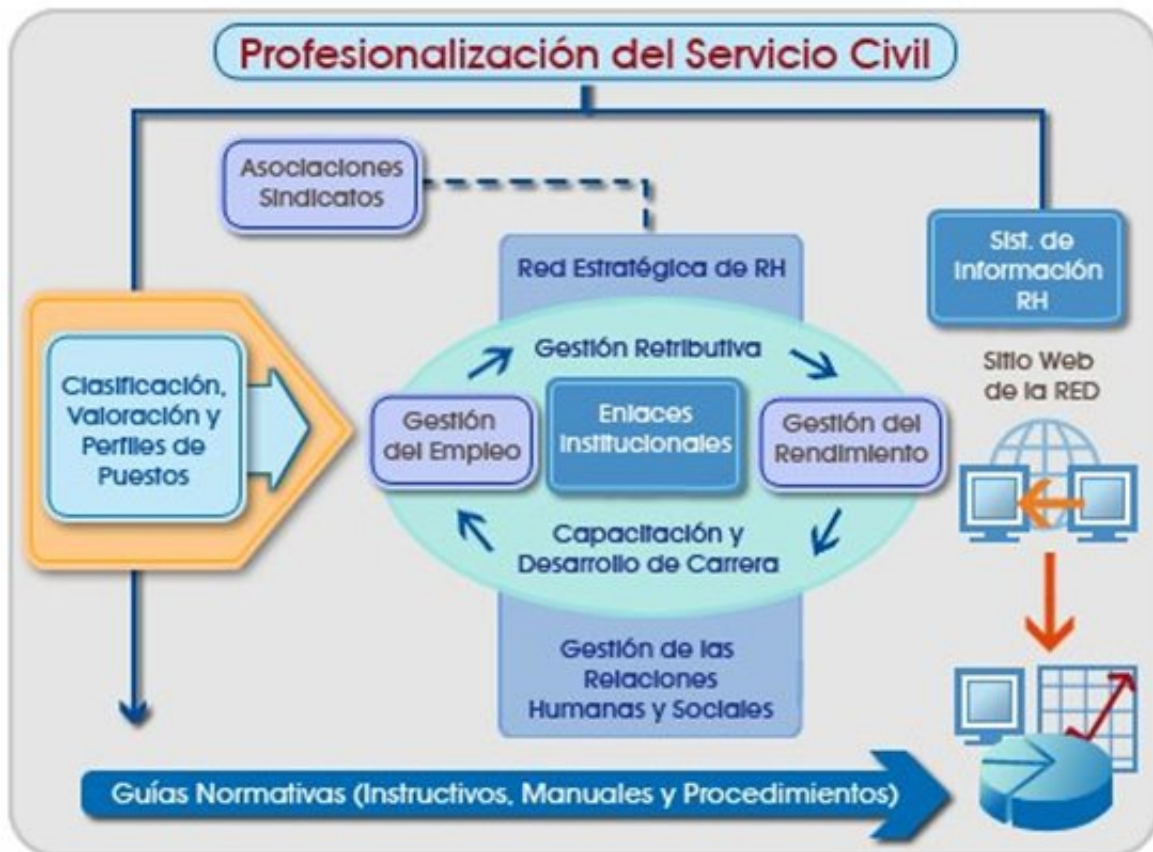 Profesionalización del Servicio Civil
Asociaciones
Sindicatos
Red Estratégica de RH
Sist. de
Información
RH
Sitio Web
de la RED
Clasificación,
Valoración y
Perfiles de
Puestos
Gestión Retributiva
Gestión
del Empleo
Enlaces
Institucionales
Gestión del
Rendimiento
Capacitación y
Desarrollo de Carrera
Gestión de las
Relaciones
Humanas y Sociales
Guías Normativas (Instructivos, Manuales y Procedimientos)